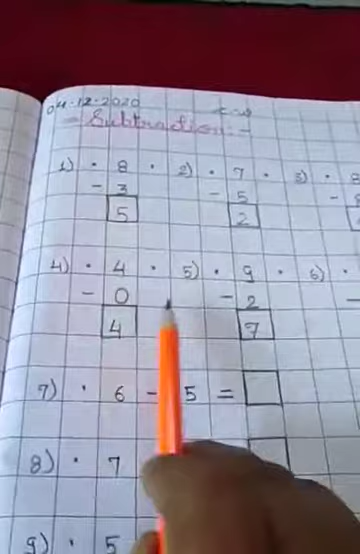 04.12.2020 C.W
- Subtraction:-
1) • 8 • 2) • 7 • 3) • 8
- 3 - 5 -
5 2
4) • 4 • 5) • 9 • 6) •
- 0 - 2 -
4 7
7) • 6 - 5 =
8) • 7
9) • 5